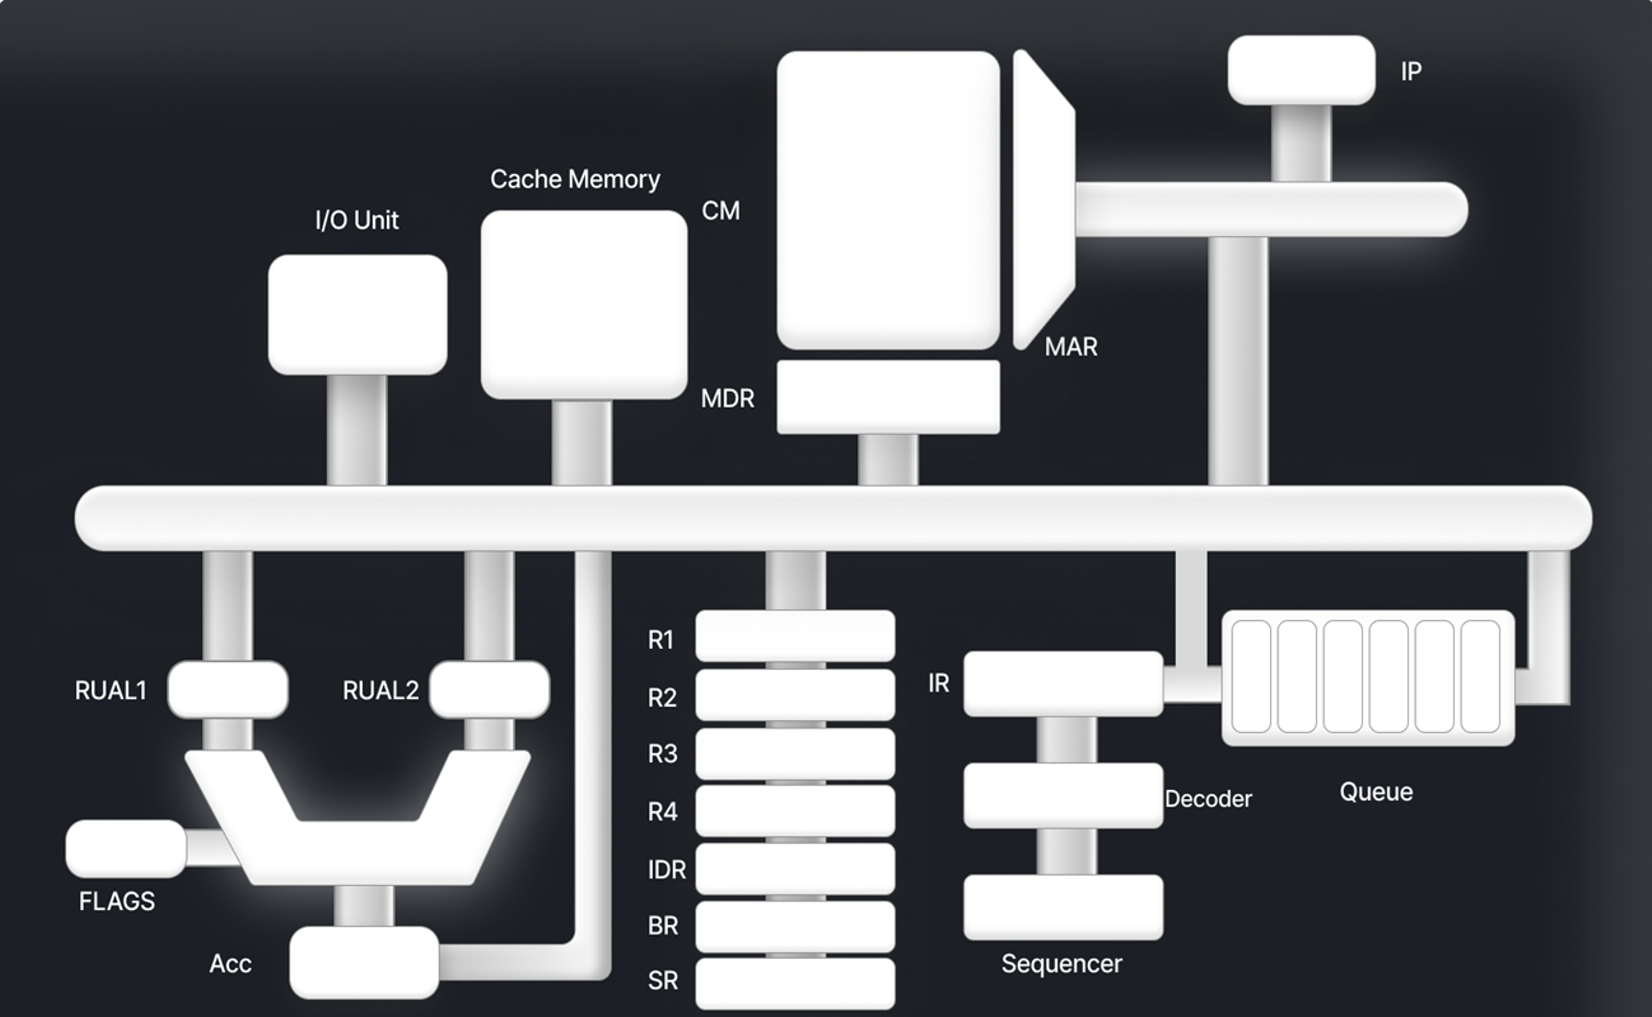 IP
Cache Memory
I/O Unit
CM
MAR
MDR
R1
RUAL1
RUAL2
R2
IR
R3
R4
Decoder
Queue
IDR
FLAGS
BR
Acc
SR
Sequencer